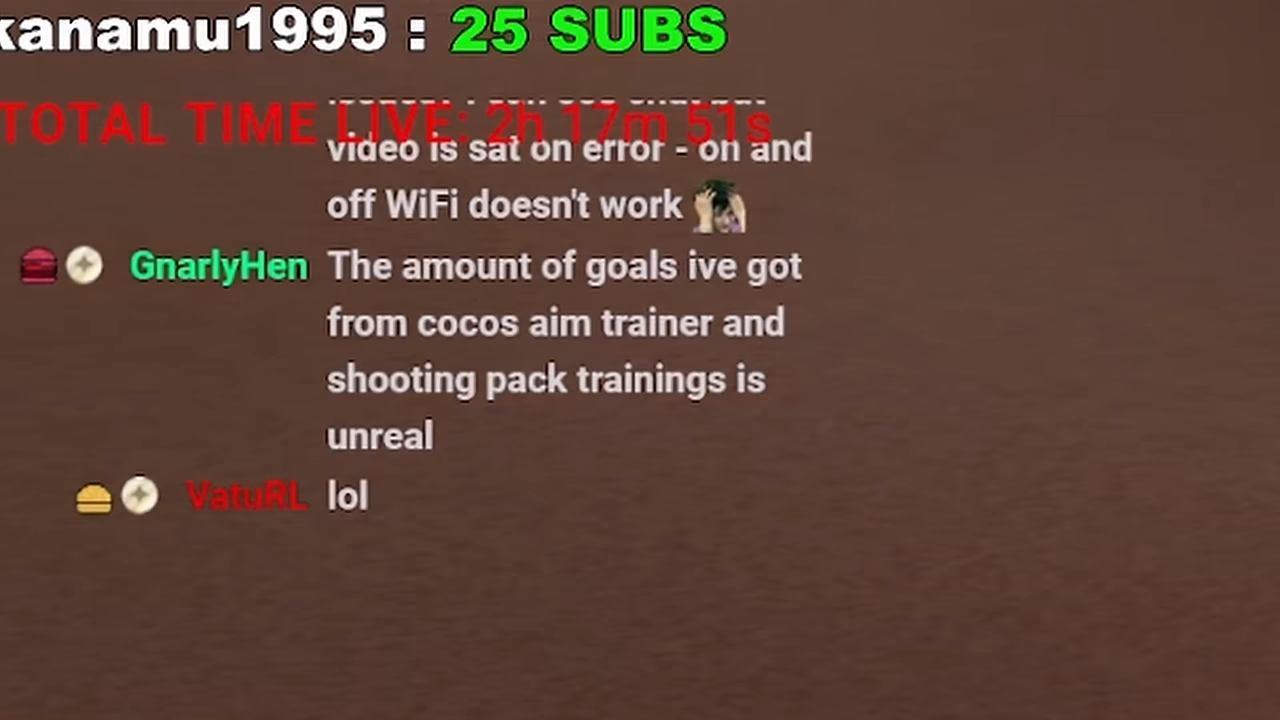 kanamu1995 : 25 SUBS
TOTAL TIME LIVE: 2h 17m 51s
video is sat on error - on and
off WiFi doesn't work
GnarlyHen The amount of goals ive got
from cocos aim trainer and
shooting pack trainings is
unreal
VatuRL lol